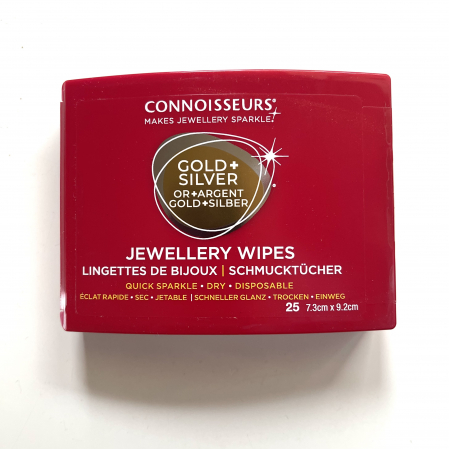 CONNOISSEURS®
MAKES JEWELLERY SPARKLE.
GOLD+
SILVER
OR+ARGENT
GOLD+SILBER
JEWELLERY WIPES
LINGETTES DE BIJOUX | SCHMUCKTÜCHER
QUICK SPARKLE • DRY • DISPOSABLE
ÉCLAT RAPIDE • SEC • JETABLE | SCHNELLER GLANZ • TROCKEN • EINWEG
25 7.3cm x 9.2cm